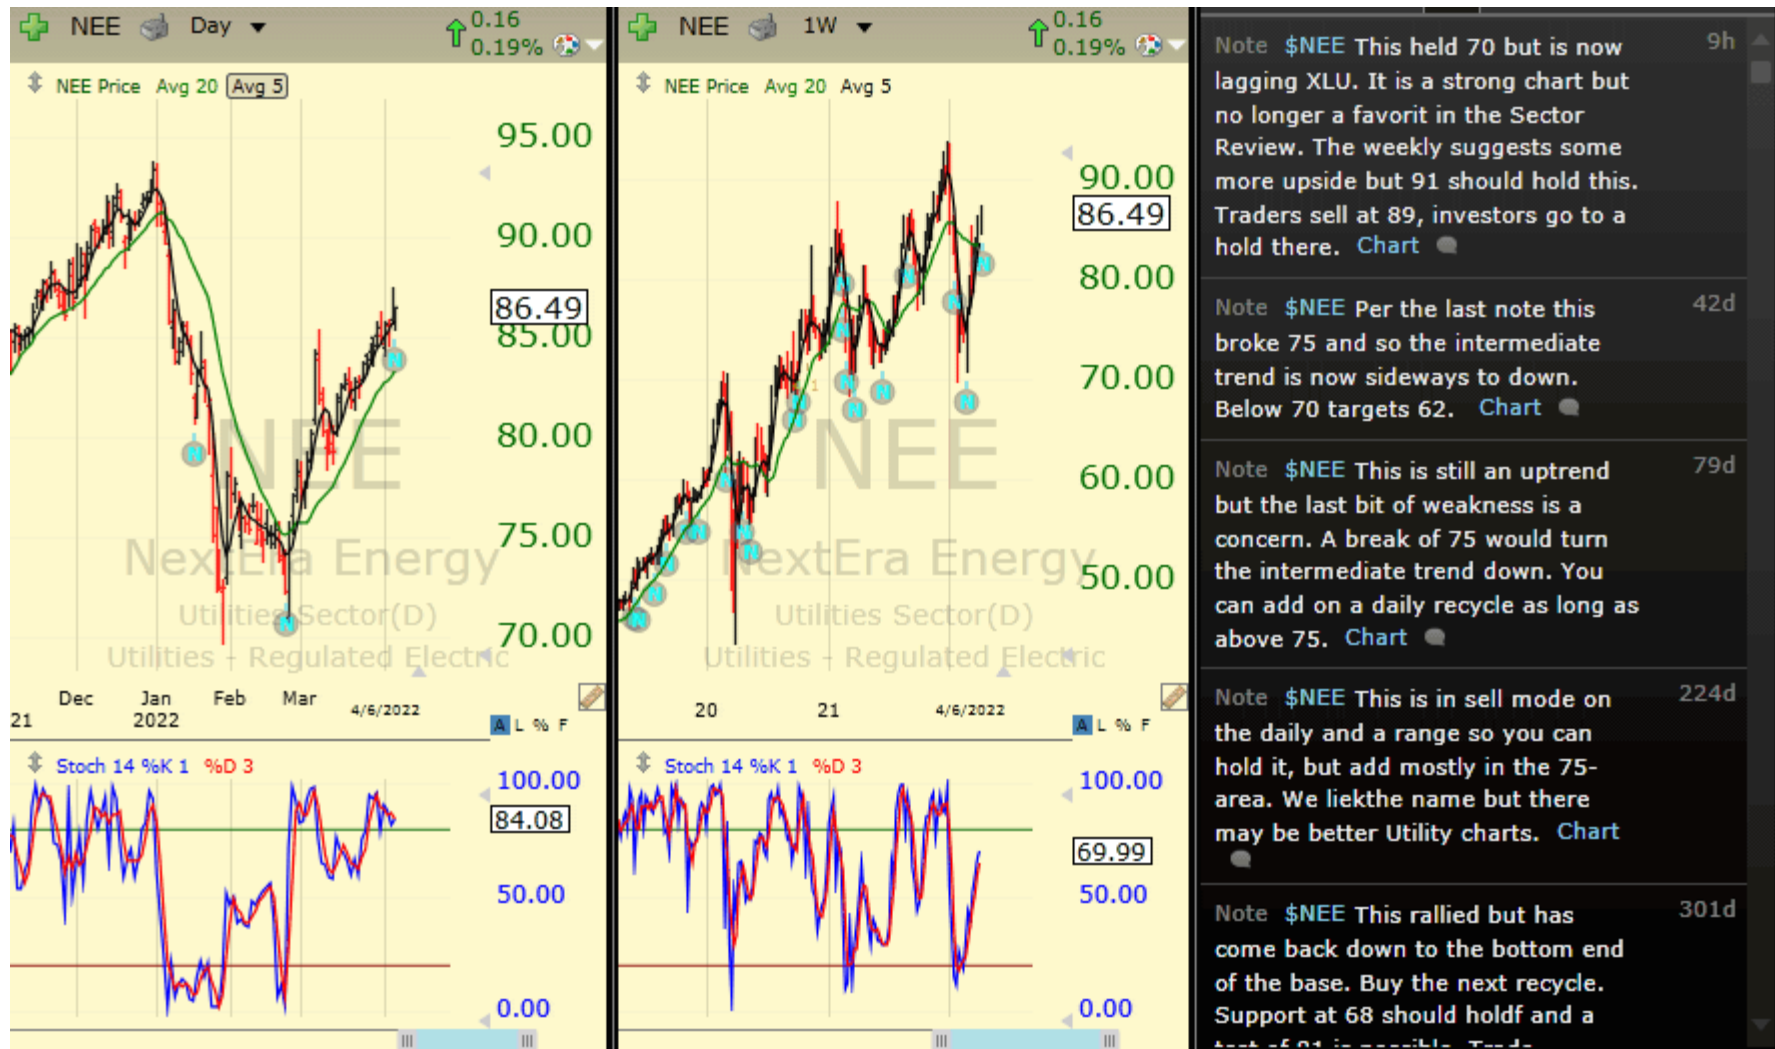 NEE Day 0.16
0.19%
NEE Price Avg 20 Avg 5
95.00
90.00
86.49
85.00
80.00
75.00
70.00
NEE
NextEra Energy
Utilities Sector(D)
Utilities - Regulated Electric
21 Dec Jan Feb Mar 4/6/2022
2022
A L % F
Stoch 14 %K 1 %D 3
100.00
84.08
50.00
0.00
NEE 1W 0.16
0.19%
NEE Price Avg 20 Avg 5
90.00
86.49
80.00
70.00
60.00
50.00
NEE
NextEra Energy
Utilities Sector(D)
Utilities - Regulated Electric
20 21 4/6/2022
A L % F
Stoch 14 %K 1 %D 3
100.00
69.99
50.00
0.00
Note $NEE This held 70 but is now 9h
lagging XLU. It is a strong chart but
no longer a favorit in the Sector
Review. The weekly suggests some
more upside but 91 should hold this.
Traders sell at 89, investors go to a
hold there. Chart
Note $NEE Per the last note this 42d
broke 75 and so the intermediate
trend is now sideways to down.
Below 70 targets 62. Chart
Note $NEE This is still an uptrend 79d
but the last bit of weakness is a
concern. A break of 75 would turn
the intermediate trend down. You
can add on a daily recycle as long as
above 75. Chart
Note $NEE This is in sell mode on 224d
the daily and a range so you can
hold it, but add mostly in the 75-
area. We liekthe name but there
may be better Utility charts. Chart
Note $NEE This rallied but has 301d
come back down to the bottom end
of the base. Buy the next recycle.
Support at 68 should holdf and a